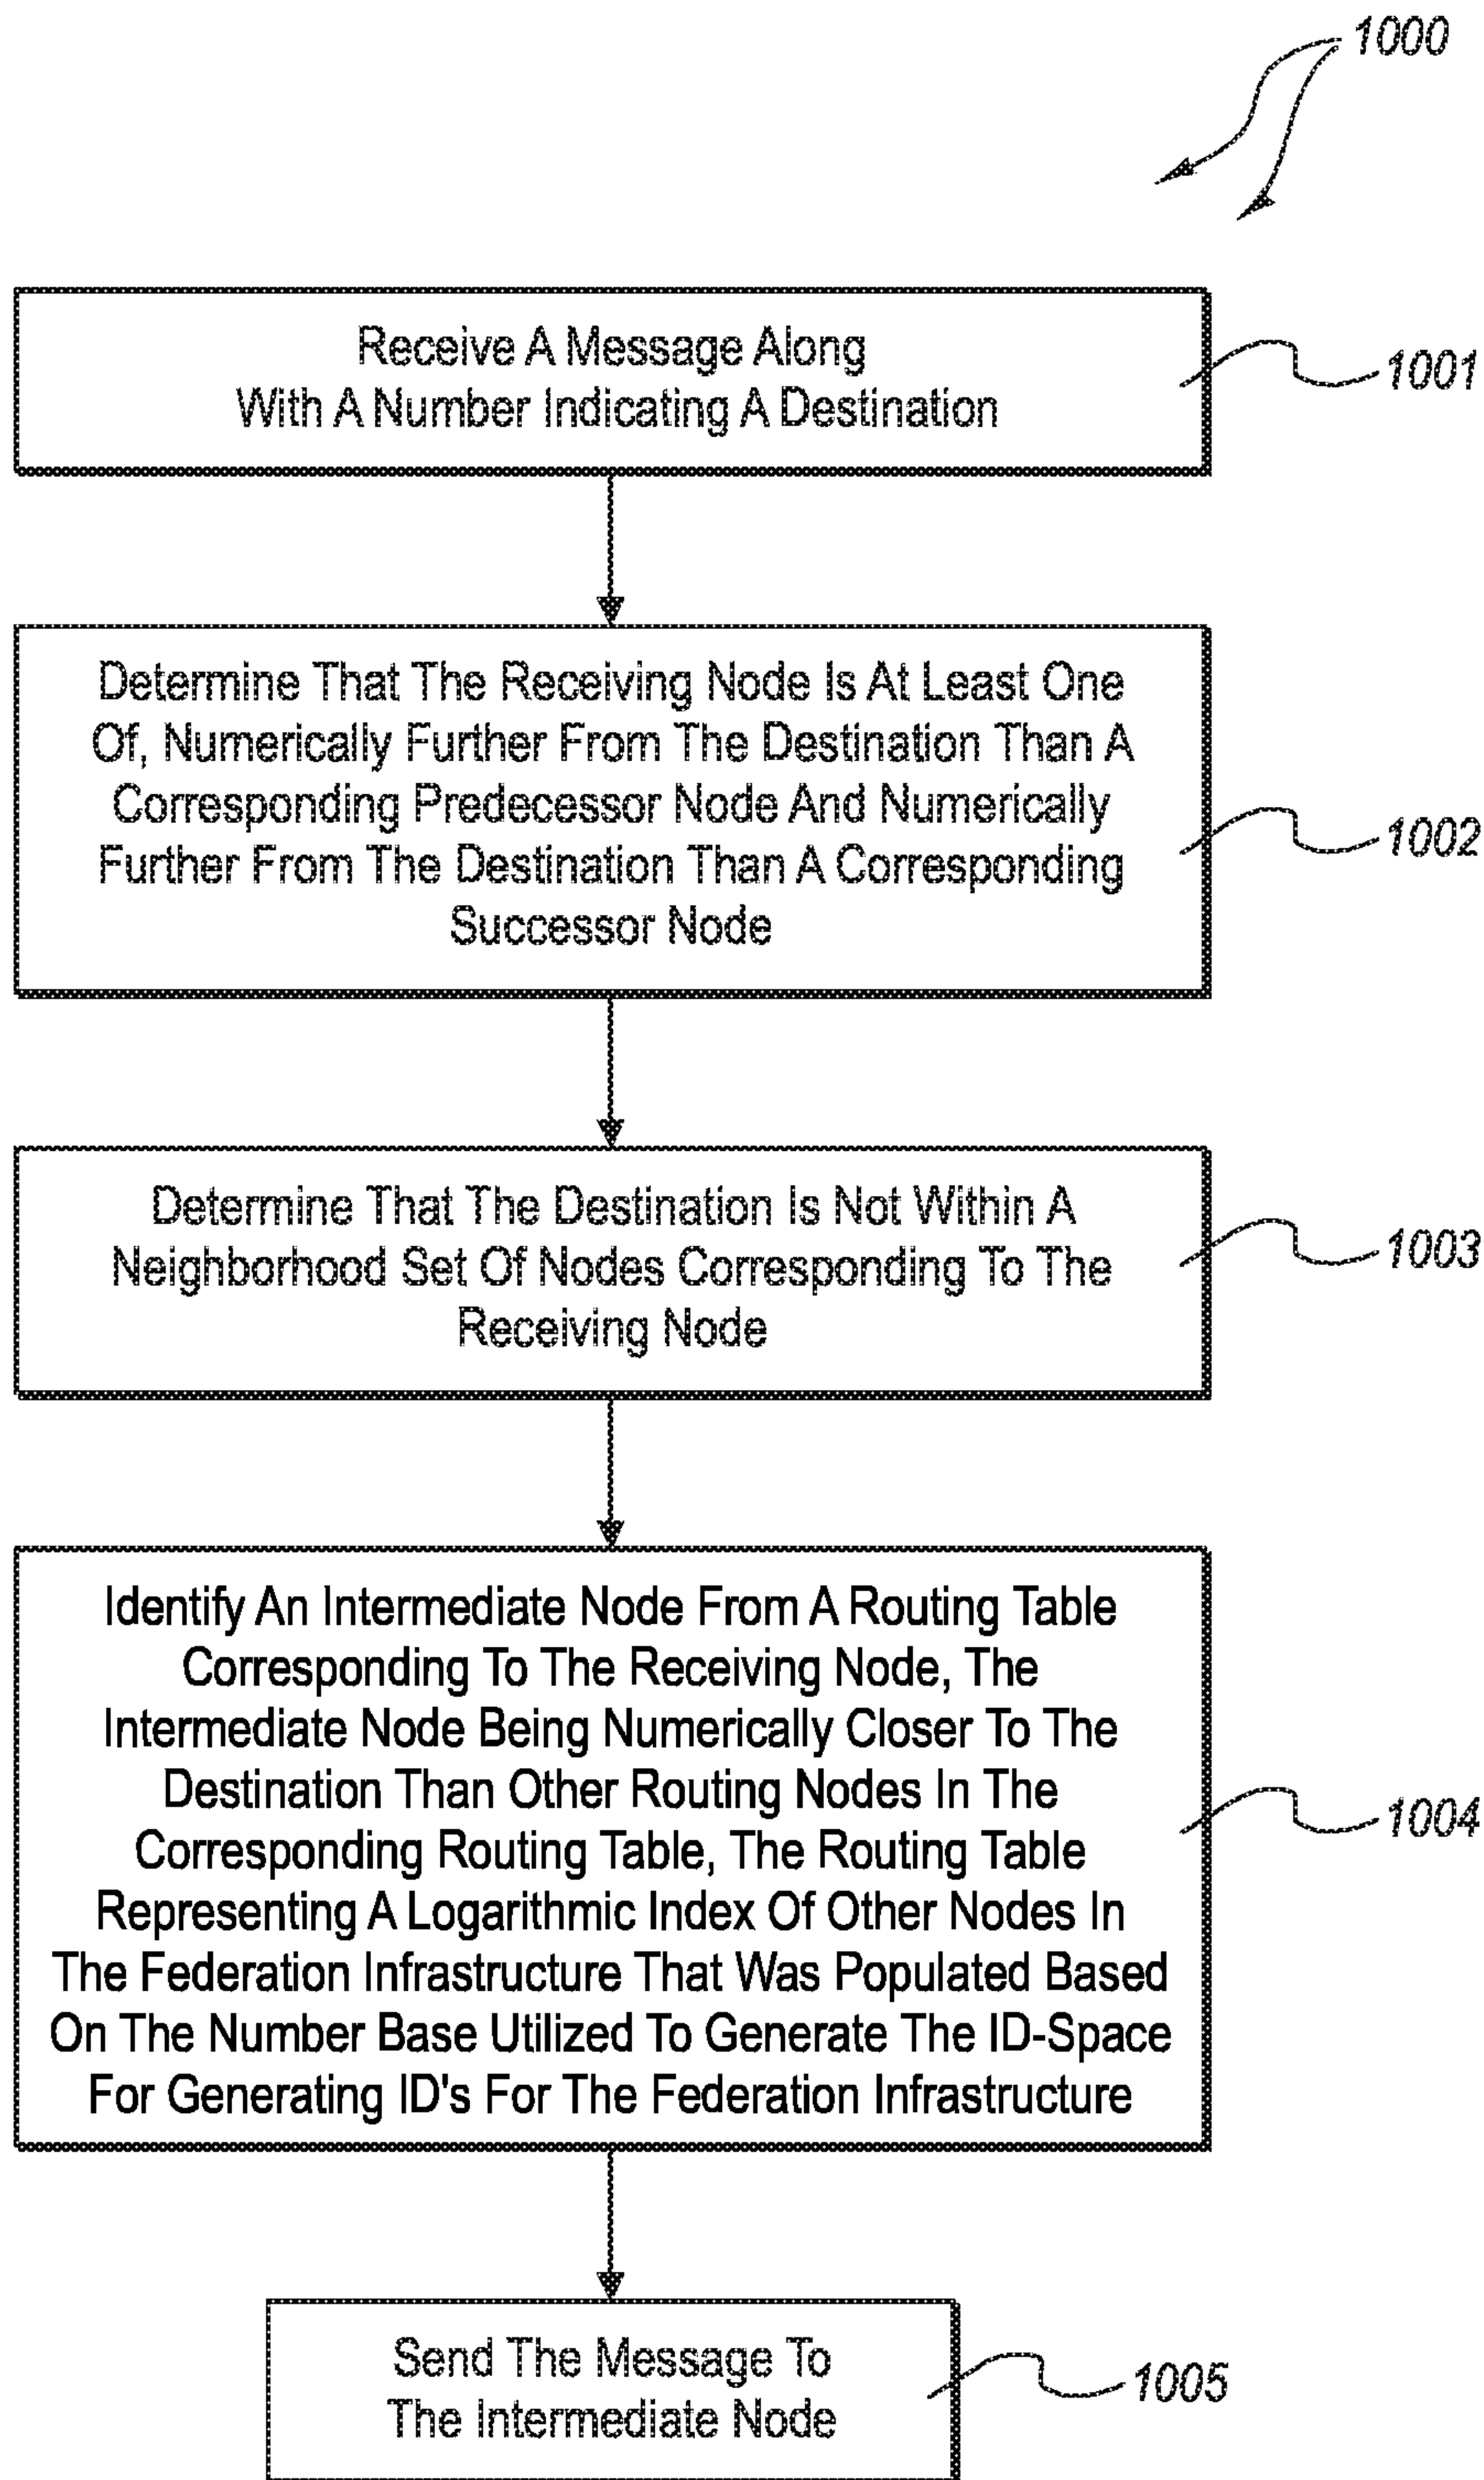 1000
Receive A Message Along
With A Number Indicating A Destination
1001
Determine That The Receiving Node Is At Least One
Of, Numerically Further From The Destination Than A
Corresponding Predecessor Node And Numerically
Further From The Destination Than A Corresponding
Successor Node
1002
Determine That The Destination Is Not Within A
Neighborhood Set Of Nodes Corresponding To The
Receiving Node
1003
Identify An Intermediate Node From A Routing Table
Corresponding To The Receiving Node, The
Intermediate Node Being Numerically Closer To The
Destination Than Other Routing Nodes In The
Corresponding Routing Table, The Routing Table
Representing A Logarithmic Index Of Other Nodes In
The Federation Infrastructure That Was Populated Based
On The Number Base Utilized To Generate The ID-Space
For Generating ID's For The Federation Infrastructure
1004
Send The Message To
The Intermediate Node
1005